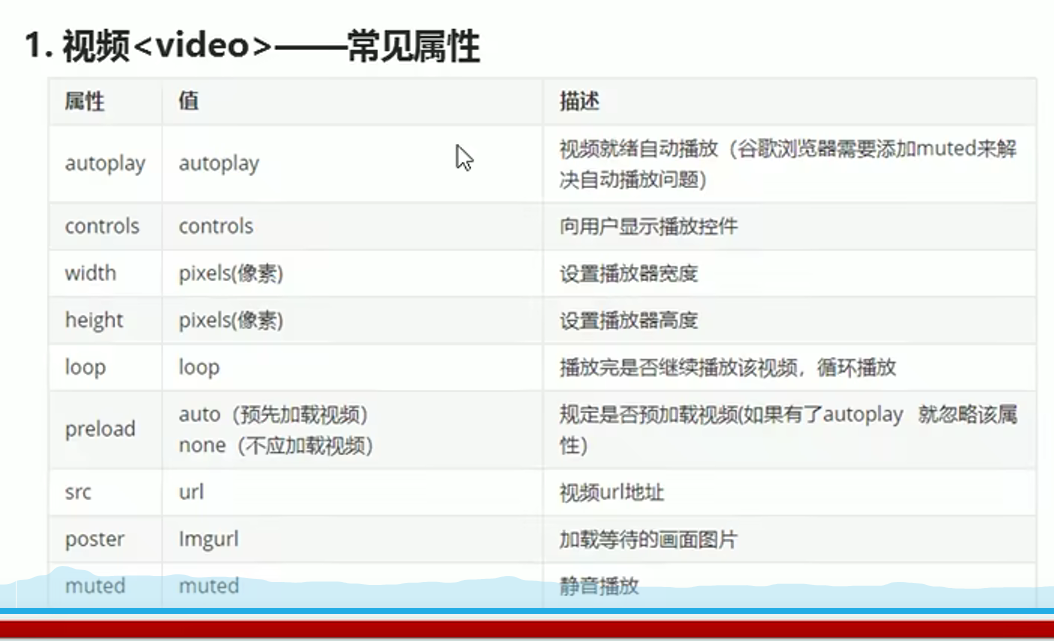 1. 视频<video>——常见属性
属性 值 描述
autoplay autoplay 视频就绪自动播放（谷歌浏览器需要添加muted来解
决自动播放问题）
controls controls 向用户显示播放控件
width pixels(像素) 设置播放器宽度
height pixels(像素) 设置播放器高度
loop loop 播放完是否继续播放该视频，循环播放
preload auto（预先加载视频）
none（不应加载视频） 规定是否预加载视频(如果有了autoplay 就忽略该属
性）
src url 视频url地址
poster Imgurl 加载等待的画面图片
muted muted 静音播放